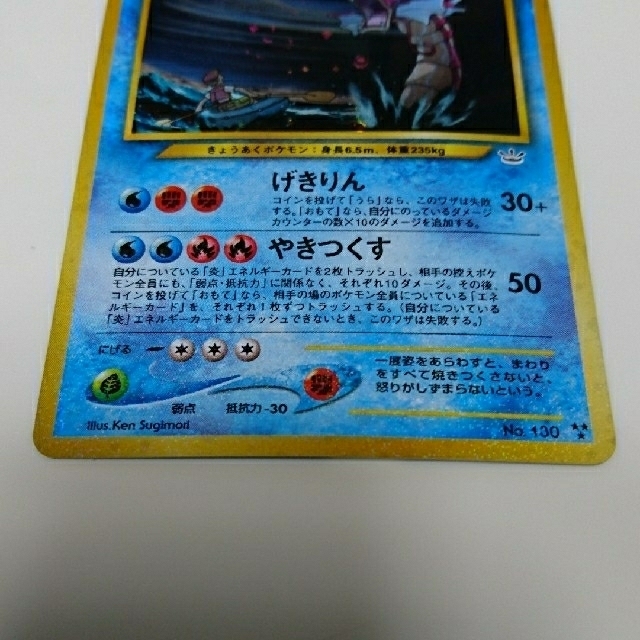 きょうあくポケモン：身長6.5m、体重235kg
げきりん
コインを投げて「うら」なら、このワザは失敗
する。「おもて」なら、自分にのっているダメージ
カウンターの数×10のダメージを追加する。
30+
やきつくす
自分についている「炎」エネルギーカードを2枚トラッシュし、相手の控えポケ
モン全員にも、「弱点・抵抗力」に関係なく、それぞれ10ダメージ。その後、
コインを投げて「おもて」なら、相手の場のポケモン全員についている「エネ
ルギーカード」を、それぞれ1枚ずつトラッシュする。（自分についている
「炎」エネルギーカードをトラッシュできないとき、このワザは失敗する。）
50
にげる
一度姿をあらわすと、まわり
をすべて焼きつくさないと、
怒りがしずまらないという。
弱点
抵抗力 -30
Illus.Ken Sugimori
No. 130